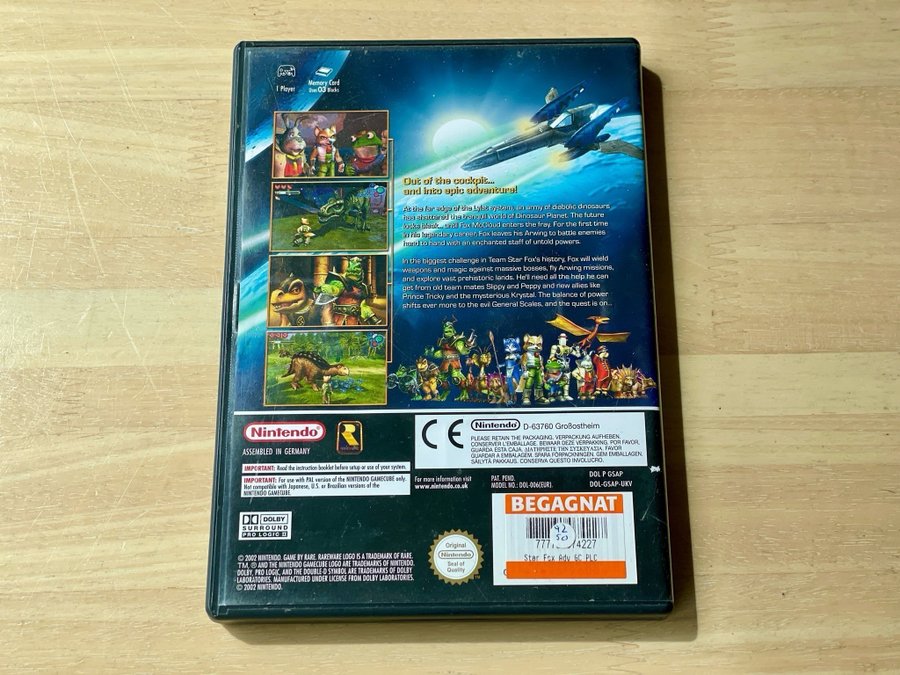 1 Player
Memory Card
Uses 03 Blocks
Out of the cockpit...
and into epic adventure!
At the far edge of the Lylat system, an army of diabolic dinosaurs
has shattered the tranquil world of Dinosaur Planet. The future
looks bleak... until Fox McCloud enters the fray. For the first time
in his legendary career, Fox leaves his Arwing to battle enemies
hand to hand with an enchanted staff of untold powers.
In the biggest challenge in Team Star Fox's history, Fox will wield
weapons and magic against massive bosses, fly Arwing missions,
and explore vast prehistoric lands. He'll need all the help he can
get from old team mates Slippy and Peppy and new allies like
Prince Tricky and the mysterious Krystal. The balance of power
shifts ever more to the evil General Scales, and the quest is on...
Nintendo
ASSEMBLED IN GERMANY
IMPORTANT: Read the instruction booklet before setup or use of your system.
IMPORTANT: For use with PAL version of the NINTENDO GAMECUBE only.
Not compatible with Japanese, U.S. or Brazilian versions of the
NINTENDO GAMECUBE.
CE
Nintendo D-63760 Großostheim
PLEASE RETAIN THE PACKAGING. VERPACKUNG AUFHEBEN.
CONSERVER L'EMBALLAGE. BEWAAR DEZE VERPAKKING. POR FAVOR,
GUARDA ESTA CAJA. ΔΙΑΤΗΡΗΣΤΕ ΤΗΝ ΣΥΣΚΕΥΑΣΙΑ. FAVOR
GUARDAR A EMBALAGEM. SPARA FÖRPACKNINGEN. GEM EMBALLAGEN.
SÄILYTÄ PAKKAUS. CONSERVA QUESTO INVOLUCRO.
For more information visit
www.nintendo.co.uk
PAT. PEND.
MODEL NO.: DOL-006(EUR)
DOL P GSAP
DOL-GSAP-UKV
BEGAGNAT
92
50
4227
Star Fox Adv GC PLC
DOLBY
SURROUND
PRO LOGIC II
© 2002 NINTENDO. GAME BY RARE. RAREWARE LOGO IS A TRADEMARK OF RARE.
TM, ® AND THE NINTENDO GAMECUBE LOGO ARE TRADEMARKS OF NINTENDO.
DOLBY, PRO LOGIC, AND THE DOUBLE-D SYMBOL ARE TRADEMARKS OF DOLBY
LABORATORIES. MANUFACTURED UNDER LICENSE FROM DOLBY LABORATORIES.
© 2002 NINTENDO.
Original
Nintendo
Seal of
Quality